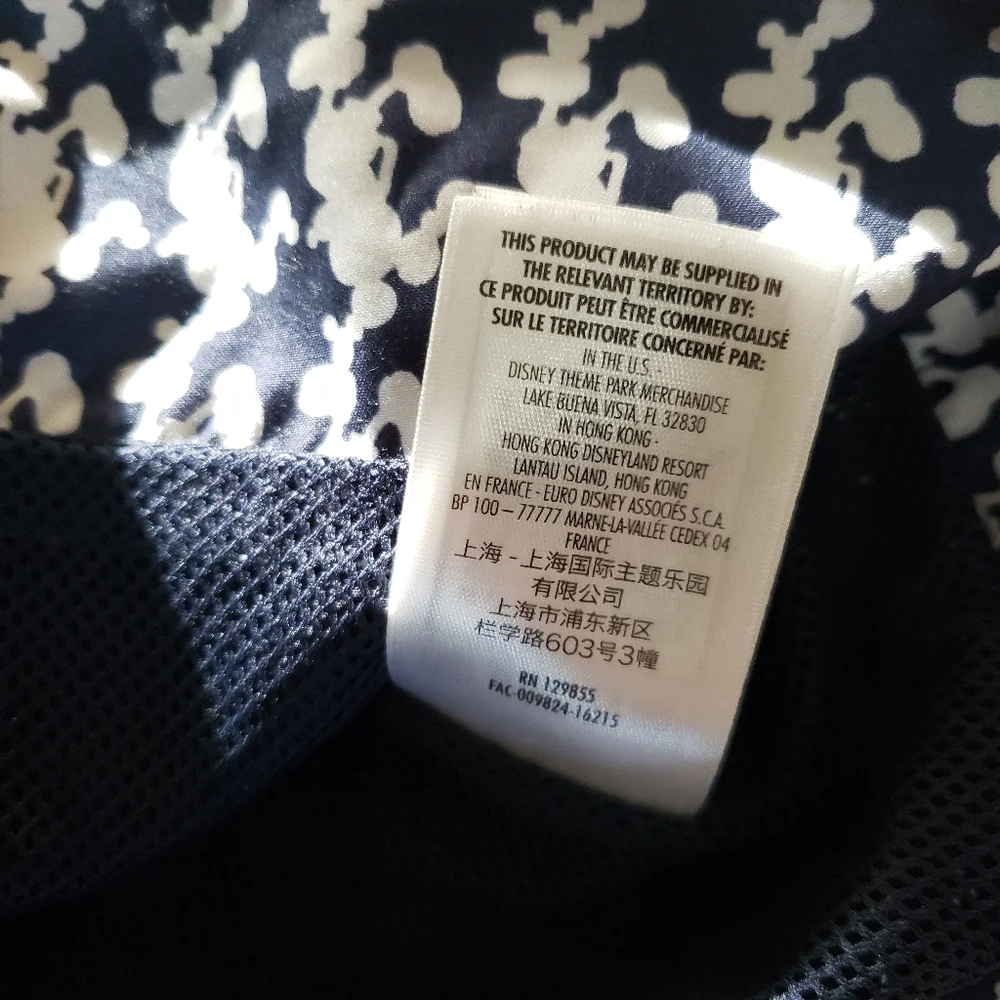 THIS PRODUCT MAY BE SUPPLIED IN
THE RELEVANT TERRITORY BY:
CE PRODUIT PEUT ÊTRE COMMERCIALISÉ
SUR LE TERRITOIRE CONCERNÉ PAR:
IN THE U.S. -
DISNEY THEME PARK MERCHANDISE
LAKE BUENA VISTA, FL 32830
IN HONG KONG -
HONG KONG DISNEYLAND RESORT
LANTAU ISLAND, HONG KONG
EN FRANCE - EURO DISNEY ASSOCIÉS S.C.A.
BP 100 – 77777 MARNE-LA-VALLÉE CEDEX 04
FRANCE
上海 - 上海国际主题乐园
有限公司
上海市浦东新区
栏学路603号3幢
RN 129855
FAC-009824-16215